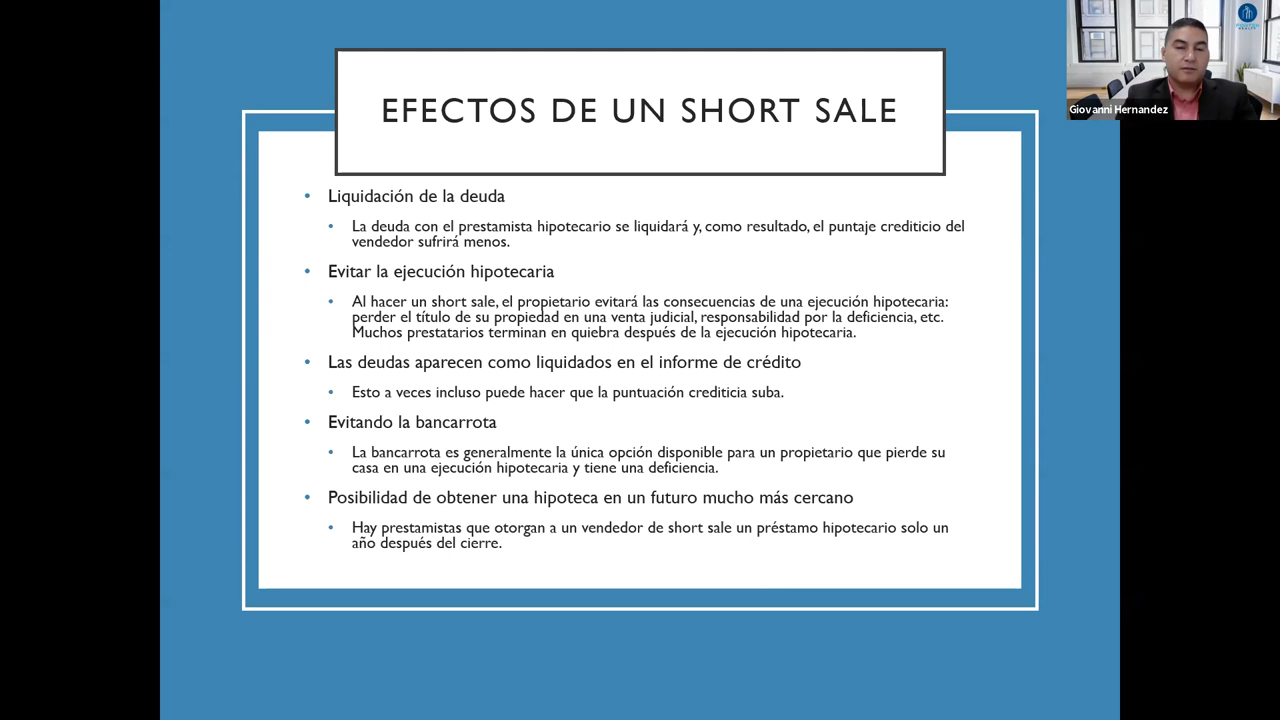 EFECTOS DE UN SHORT SALE
Giovanni Hernandez
• Liquidación de la deuda
• La deuda con el prestamista hipotecario se liquidará y, como resultado, el puntaje crediticio del
vendedor sufrirá menos.
• Evitar la ejecución hipotecaria
• Al hacer un short sale, el propietario evitará las consecuencias de una ejecución hipotecaria:
perder el título de su propiedad en una venta judicial, responsabilidad por la deficiencia, etc.
Muchos prestatarios terminan en quiebra después de la ejecución hipotecaria.
• Las deudas aparecen como liquidados en el informe de crédito
• Esto a veces incluso puede hacer que la puntuación crediticia suba.
• Evitando la bancarrota
• La bancarrota es generalmente la única opción disponible para un propietario que pierde su
casa en una ejecución hipotecaria y tiene una deficiencia.
• Posibilidad de obtener una hipoteca en un futuro mucho más cercano
• Hay prestamistas que otorgan a un vendedor de short sale un préstamo hipotecario solo un
año después del cierre.